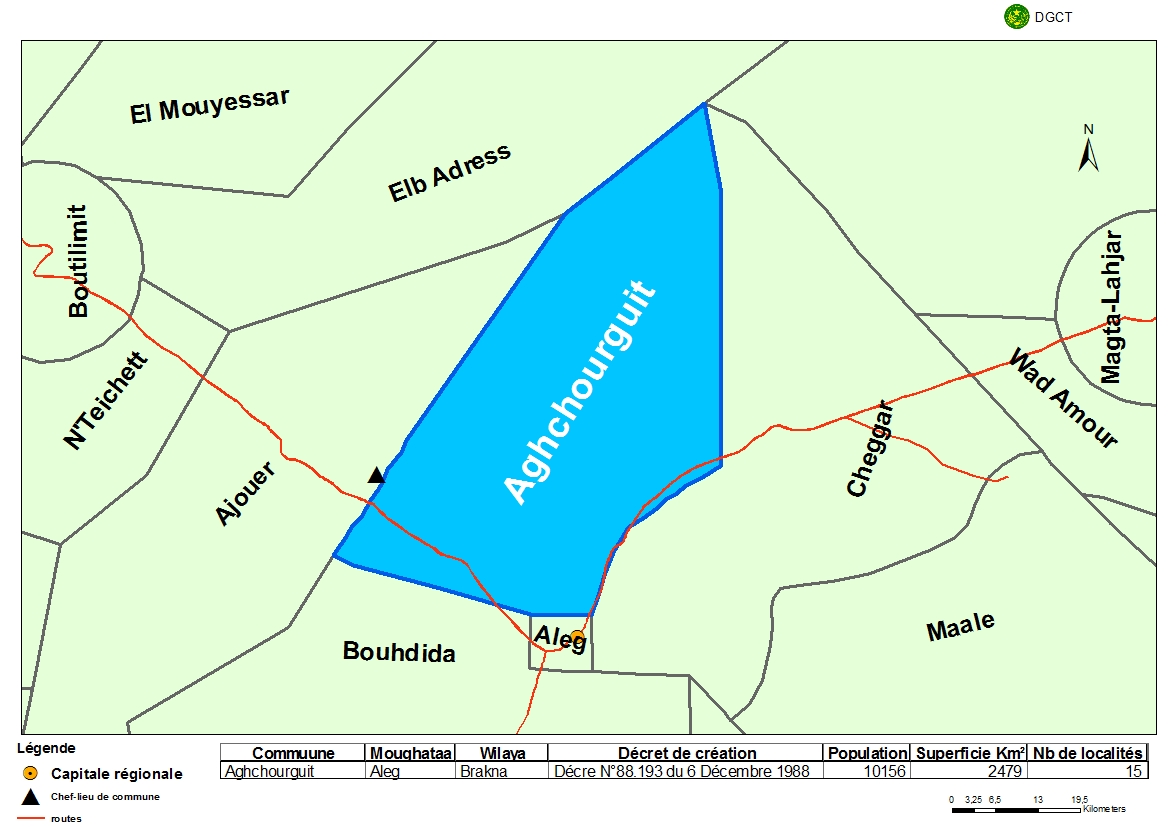 DGCT
El Mouyessar
Elb Adress
N
Boutilimit
Magta-Lahjar
Aghchourguit
N'Teichett
Wad Amour
Cheggar
Ajouer
Maale
Aleg
Bouhdida
Légende
Capitale régionale
Chef-lieu de commune
routes
Commuune Moughataa Wilaya Décret de création Population Superficie Km² Nb de localités
Aghchourguit Aleg Brakna Décre N°88.193 du 6 Décembre 1988 10156 2479 15
0 3,25 6,5 13 19,5
Kilometers